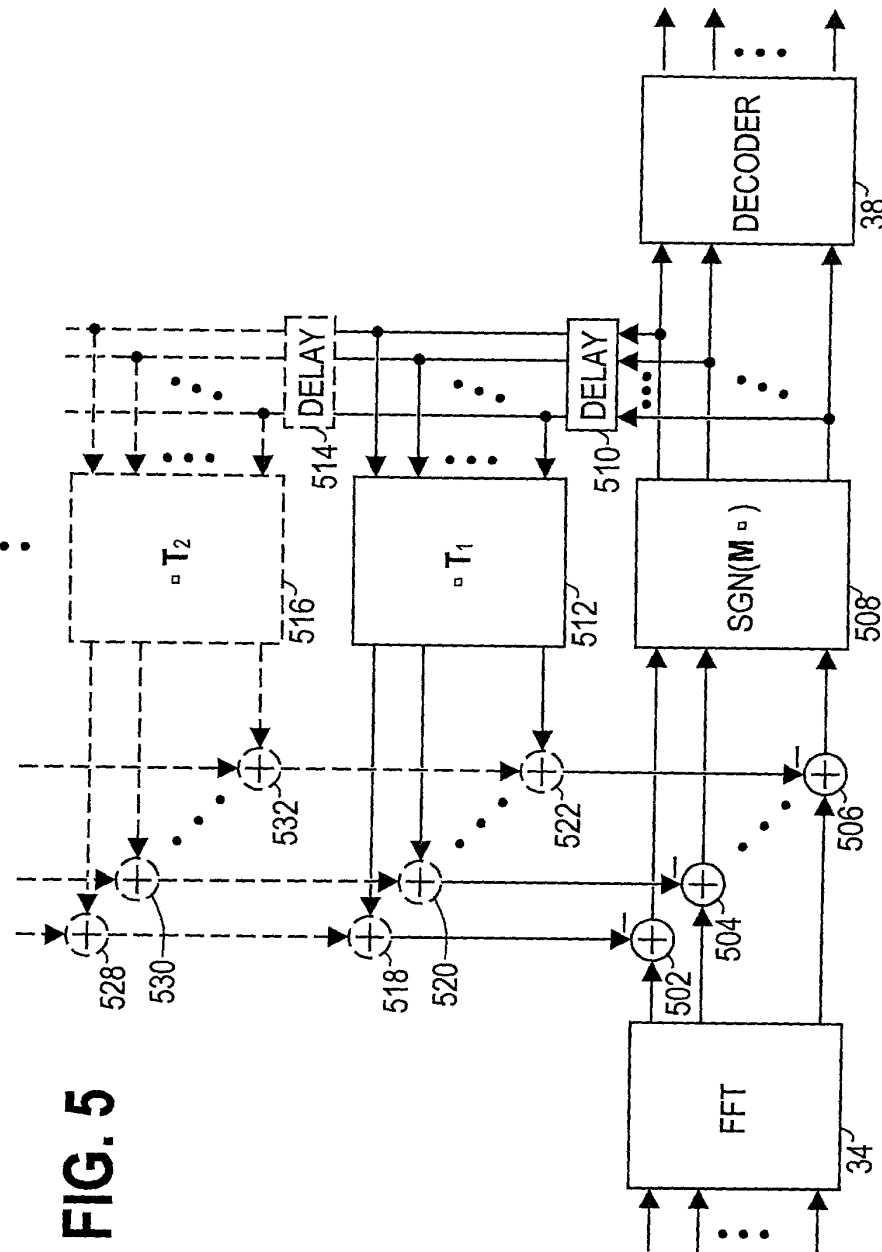 FIG. 5
528
530
532
▫ T2
516
DELAY
514
518
520
522
▫ T1
512
DELAY
510
FFT
34
502
504
506
SGN(M ▫ )
508
DECODER
38